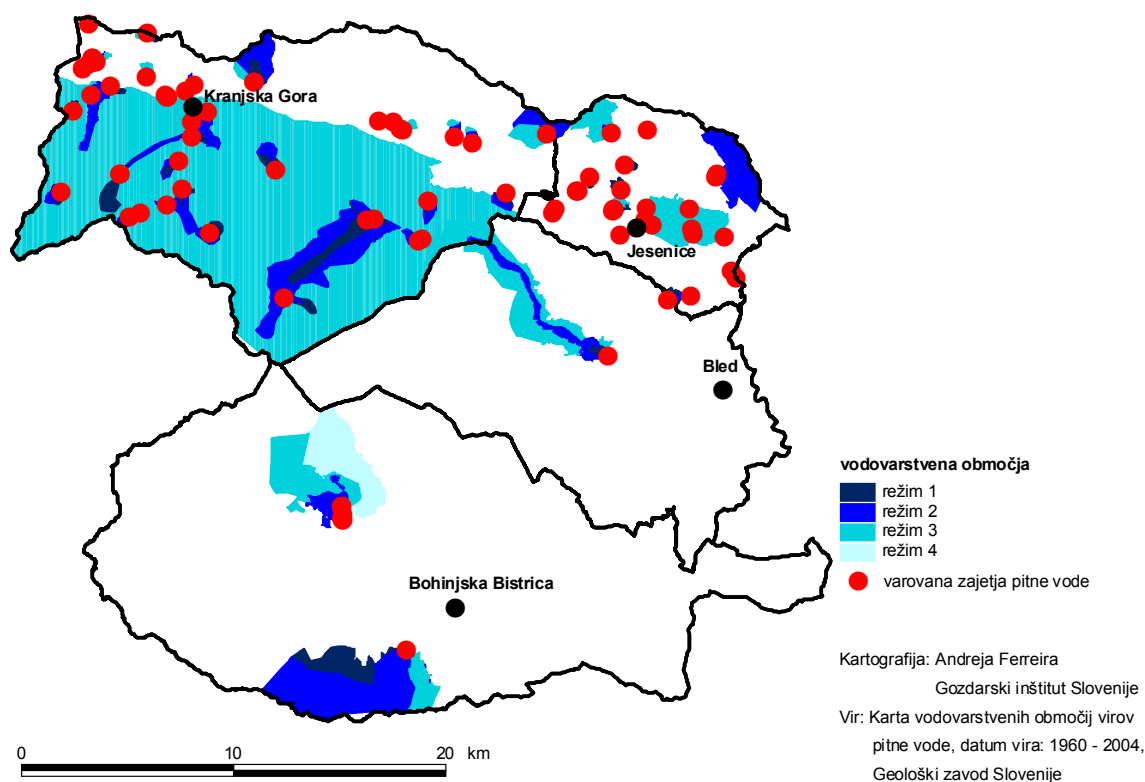 Kranjska Gora
Jesenice
Bled
vodovarstvena območja
režim 1
režim 2
režim 3
režim 4
varovana zajetja pitne vode
Bohinjska Bistrica
Kartografija: Andreja Ferreira
Gozdarski inštitut Slovenije
Vir: Karta vodovarstvenih območij virov
pitne vode, datum vira: 1960 - 2004,
Geološki zavod Slovenije
0 10 20 km